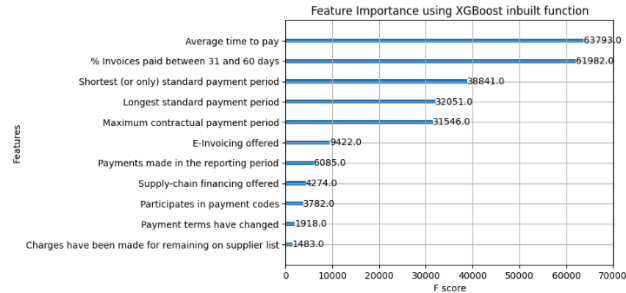 Feature Importance using XGBoost inbuilt function
Features
Average time to pay 63793.0
% Invoices paid between 31 and 60 days 61982.0
Shortest (or only) standard payment period 38841.0
Longest standard payment period 32051.0
Maximum contractual payment period 31546.0
E-Invoicing offered 9422.0
Payments made in the reporting period 6085.0
Supply-chain financing offered 4274.0
Participates in payment codes 3782.0
Payment terms have changed 1918.0
Charges have been made for remaining on supplier list 1483.0
0 10000 20000 30000 40000 50000 60000 70000
F score